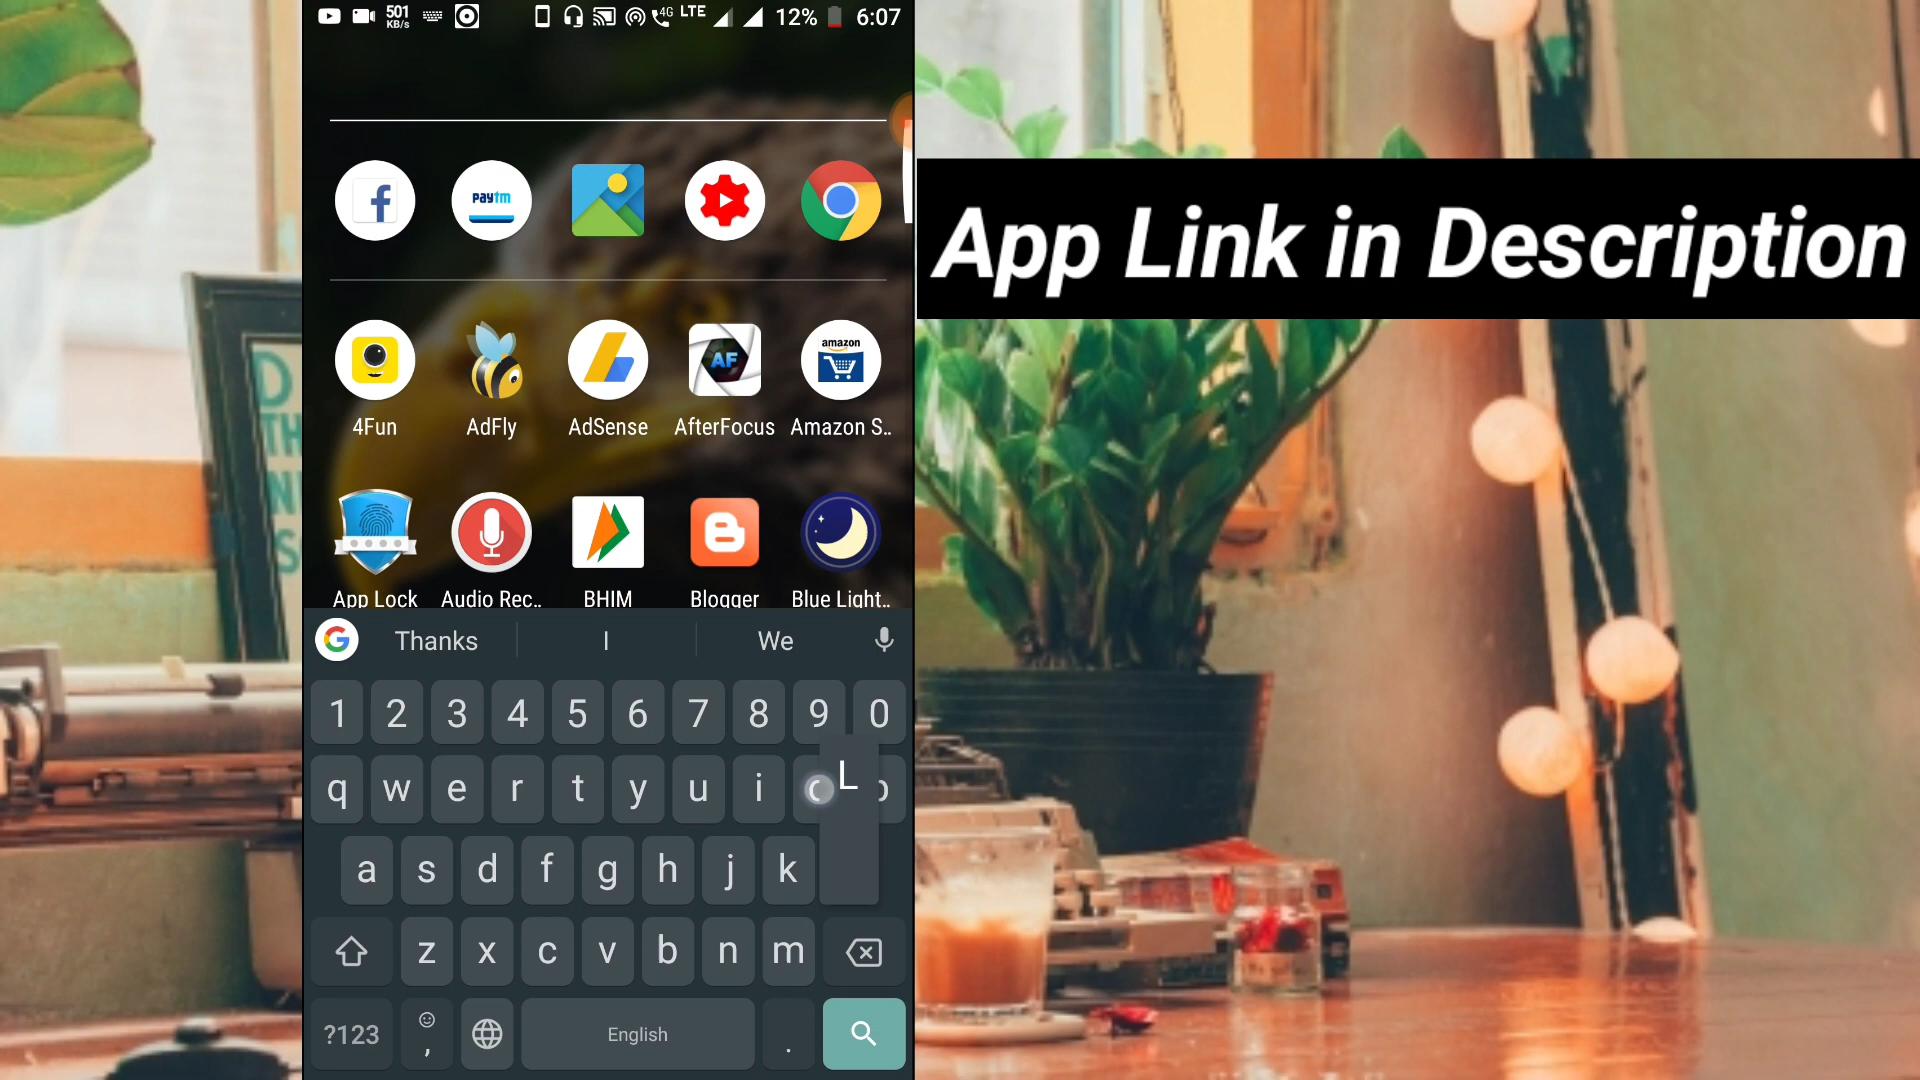 501
KB/s
4G LTE 12% 6:07
App Link in Description
paytm
AF
amazon
4Fun AdFly AdSense AfterFocus Amazon S..
App Lock Audio Rec.. BHIM Blogger Blue Light..
Thanks I We
1 2 3 4 5 6 7 8 9 0
q w e r t y u i
L
a s d f g h j k
z x c v b n m
?123 , English .